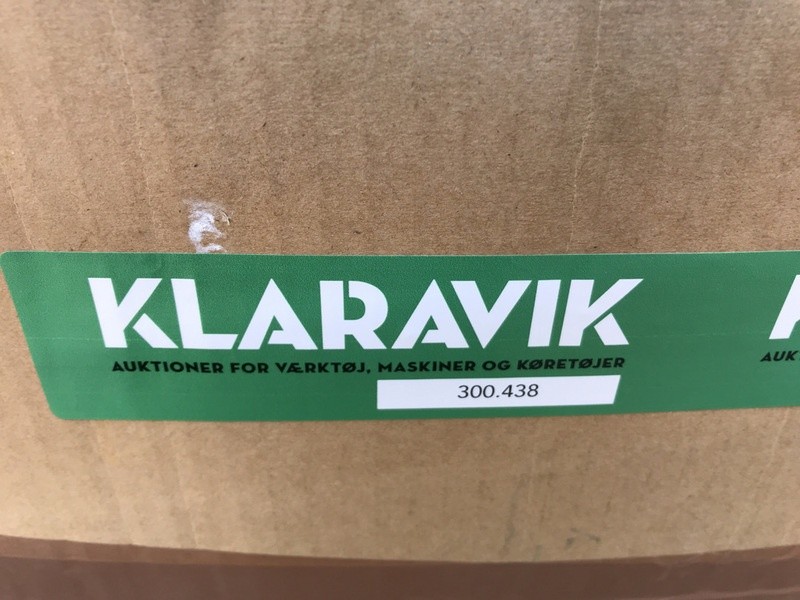 KLARAVIK
AUKTIONER FOR VÆRKTØJ, MASKINER OG KØRETØJER
300.438